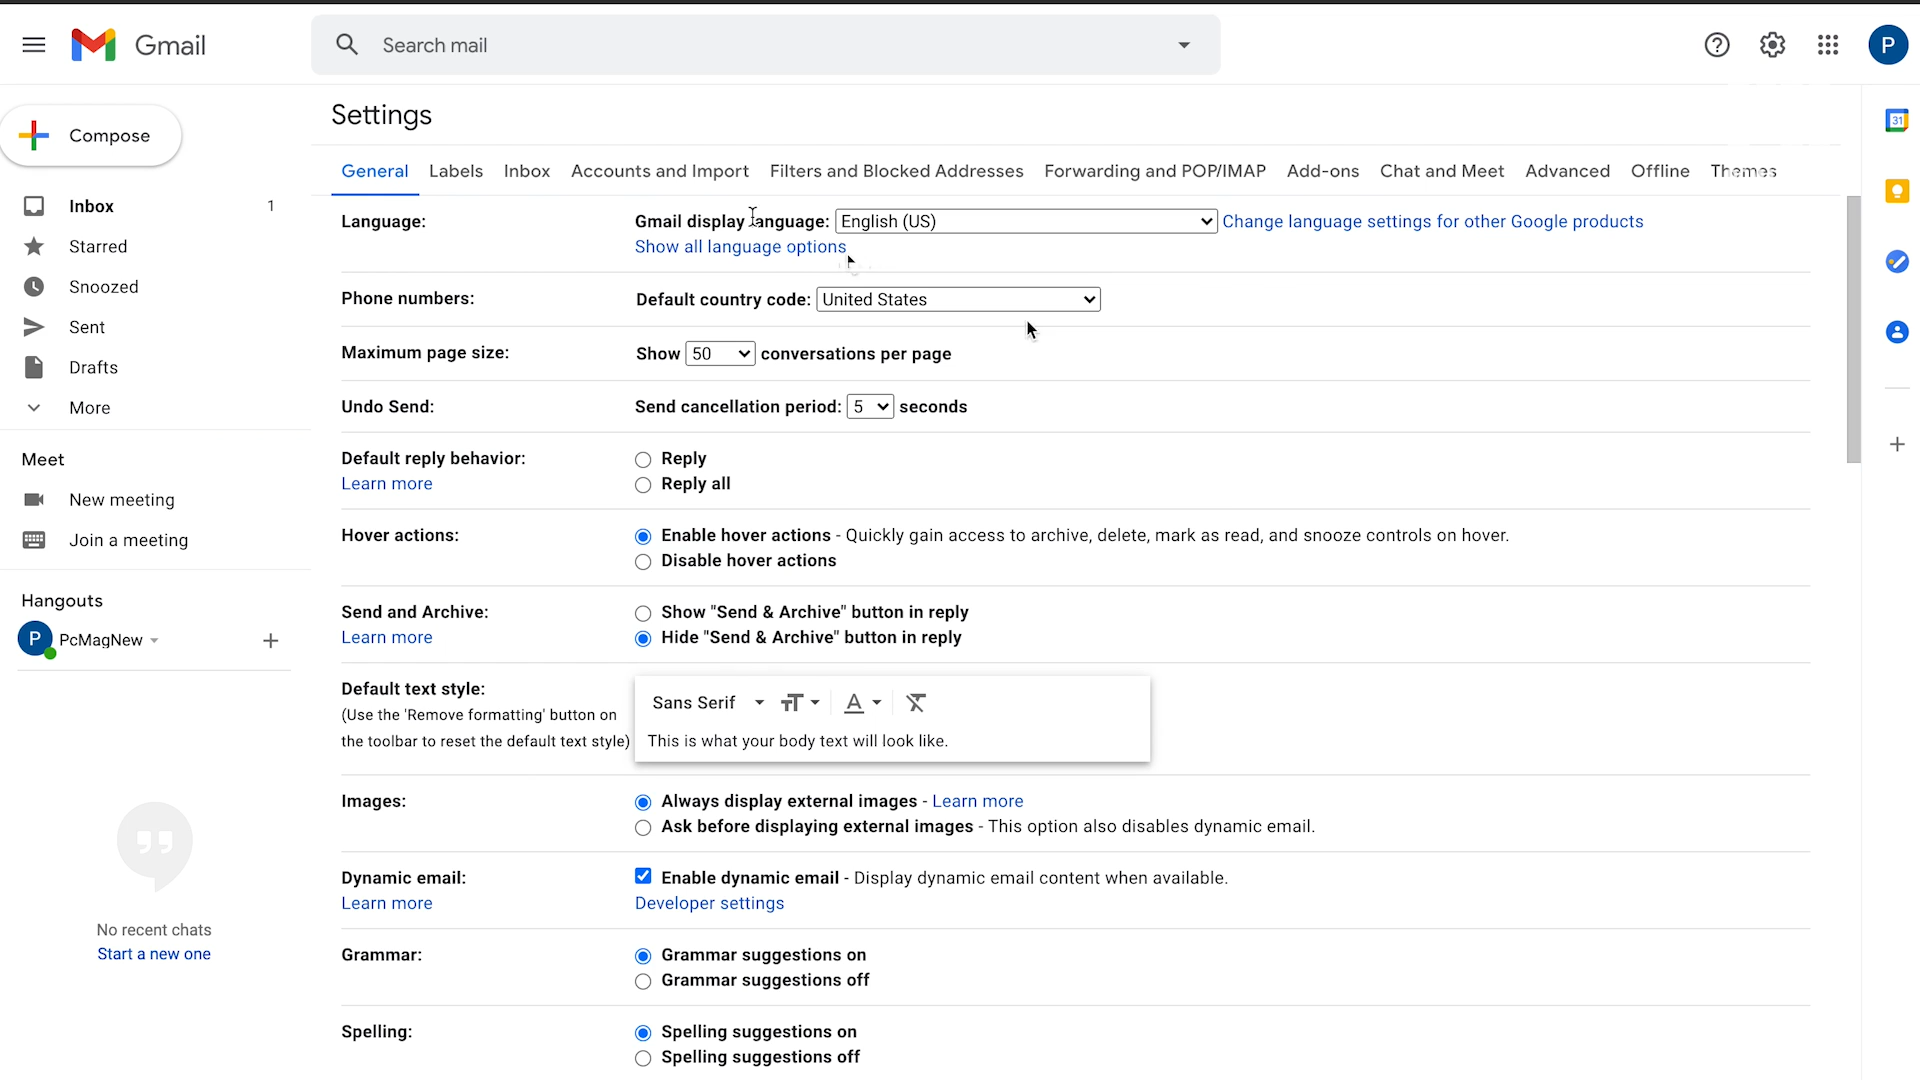 Gmail
Search mail
P
Compose
Inbox 1
Starred
Snoozed
Sent
Drafts
More
Meet
New meeting
Join a meeting
Hangouts
P PcMagNew
No recent chats
Start a new one
Settings
General Labels Inbox Accounts and Import Filters and Blocked Addresses Forwarding and POP/IMAP Add-ons Chat and Meet Advanced Offline Themes
Language: Gmail display language: English (US) Change language settings for other Google products
Show all language options
Phone numbers: Default country code: United States
Maximum page size: Show 50 conversations per page
Undo Send: Send cancellation period: 5 seconds
Default reply behavior: Reply
Learn more Reply all
Hover actions: Enable hover actions - Quickly gain access to archive, delete, mark as read, and snooze controls on hover.
Disable hover actions
Send and Archive: Show "Send & Archive" button in reply
Learn more Hide "Send & Archive" button in reply
Default text style: Sans Serif
(Use the 'Remove formatting' button on
the toolbar to reset the default text style) This is what your body text will look like.
Images: Always display external images - Learn more
Ask before displaying external images - This option also disables dynamic email.
Dynamic email: Enable dynamic email - Display dynamic email content when available.
Learn more Developer settings
Grammar: Grammar suggestions on
Grammar suggestions off
Spelling: Spelling suggestions on
Spelling suggestions off
31